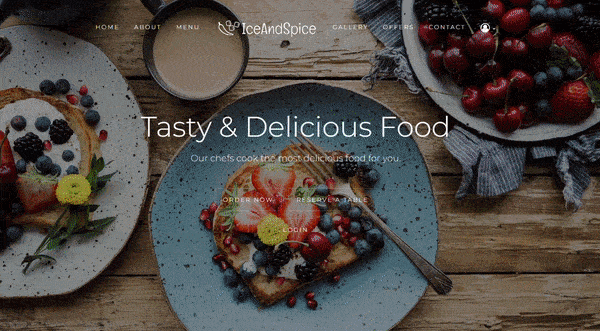 HOME ABOUT MENU IceAndSpice GALLERY OFFERS CONTACT
Tasty & Delicious Food
Our chefs cook the most delicious food for you.
ORDER NOW RESERVE A TABLE
LOGIN